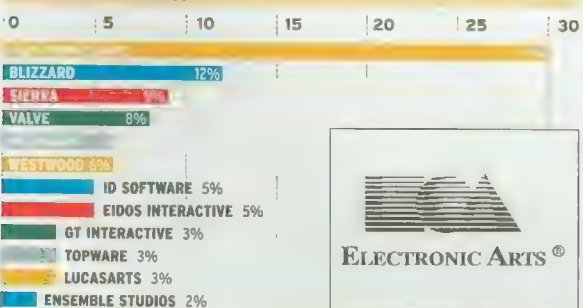 0 5 10 15 20 25 30
BLIZZARD 12%
SIERRA 9%
VALVE 8%
WESTWOOD 6%
ID SOFTWARE 5%
EIDOS INTERACTIVE 5%
GT INTERACTIVE 3%
TOPWARE 3%
LUCASARTS 3%
ENSEMBLE STUDIOS 2%
ELECTRONIC ARTS ®